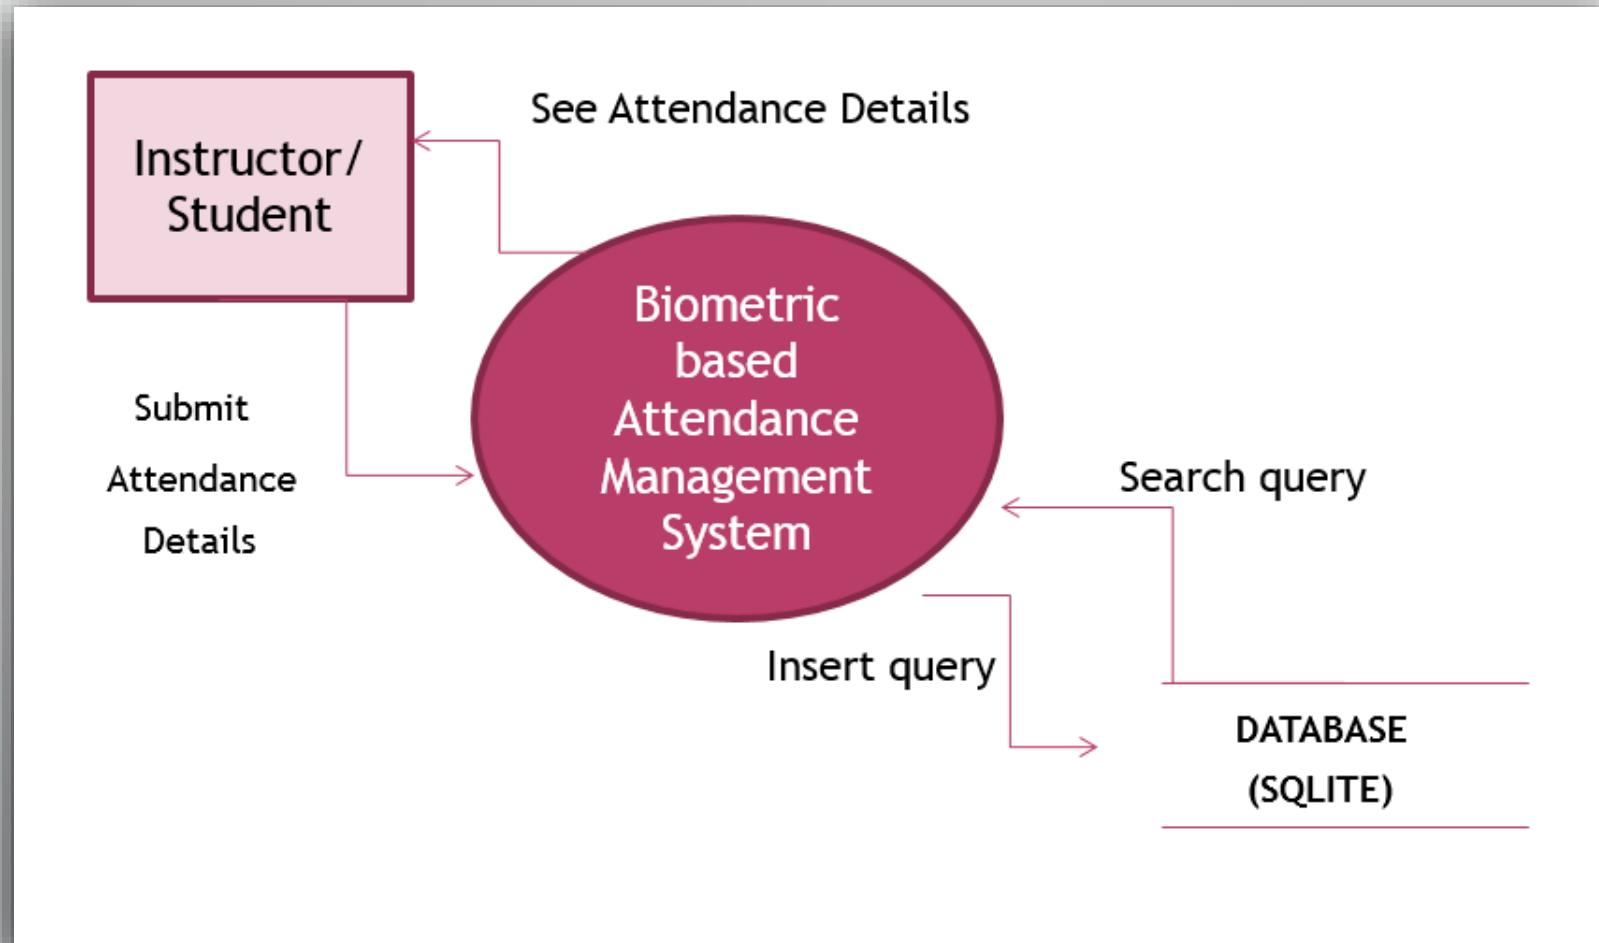 See Attendance Details
Instructor/
Student
Biometric
based
Attendance
Management
System
Submit
Attendance
Details
Search query
Insert query
DATABASE
(SQLITE)